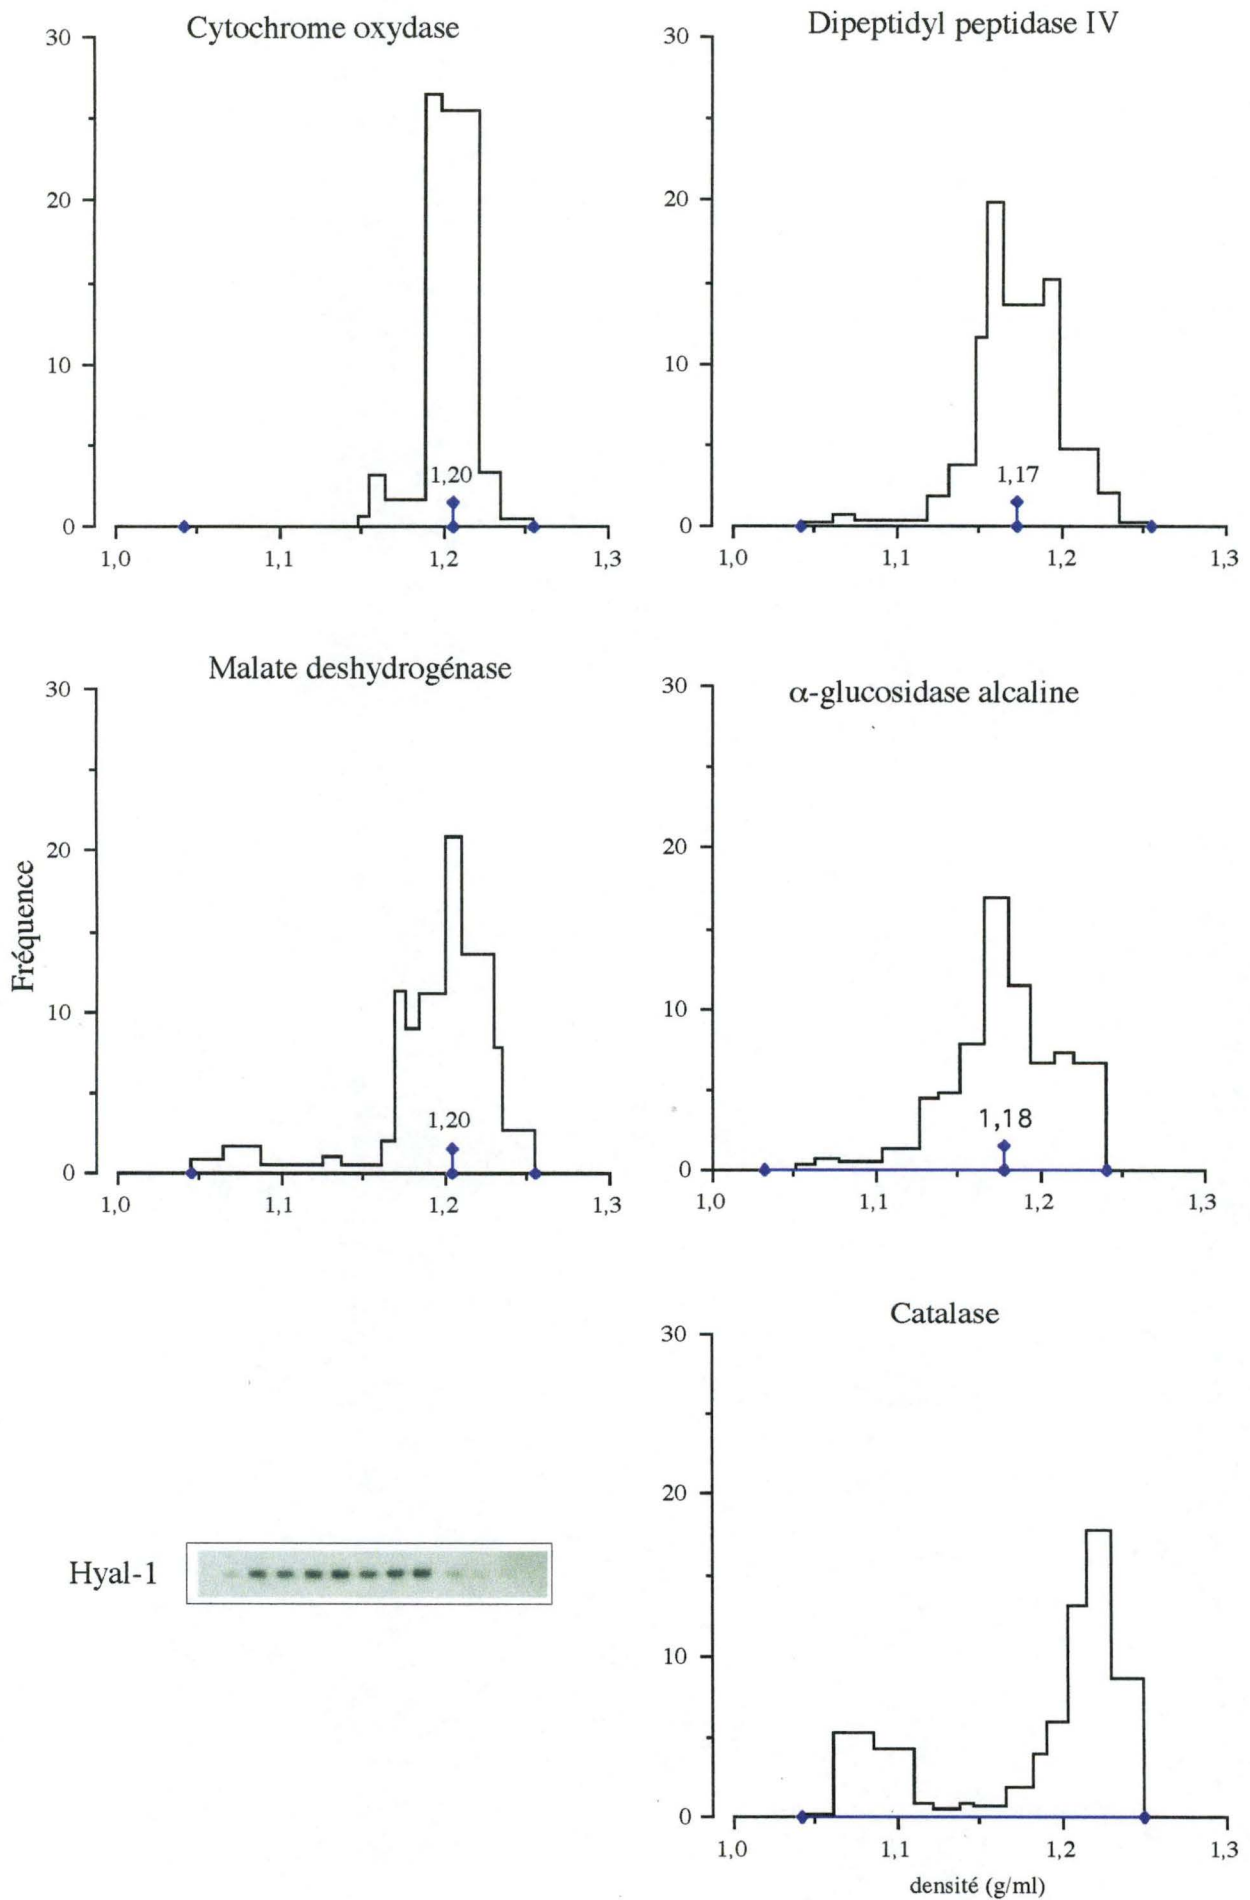 Cytochrome oxydase
30
20
10
0
1,20
1,0 1,1 1,2 1,3
Dipeptidyl peptidase IV
30
20
10
0
1,17
1,0 1,1 1,2 1,3
Malate deshydrogénase
Fréquence
30
20
10
0
1,20
1,0 1,1 1,2 1,3
α-glucosidase alcaline
30
20
10
0
1,18
1,0 1,1 1,2 1,3
Hyal-1
Catalase
30
20
10
0
1,0 1,1 1,2 1,3
densité (g/ml)